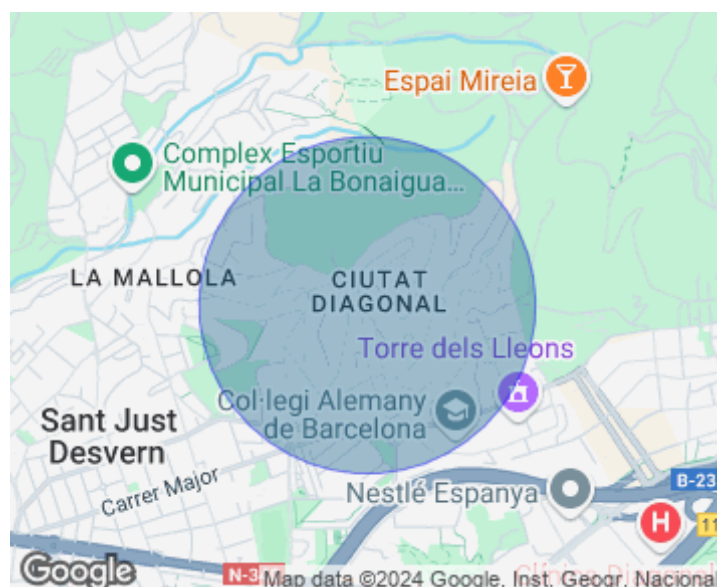 Espai Mireia
Complex Esportiu
Municipal La Bonaigua...
LA MALLOLA
CIUTAT
DIAGONAL
Torre dels Lleons
Col·legi Alemany
de Barcelona
Sant Just
Desvern
Carrer Major
Nestlé Espanya
B-23
H
11
Google
N-3
Map data ©2024 Google, Inst. Geogr. Nacional